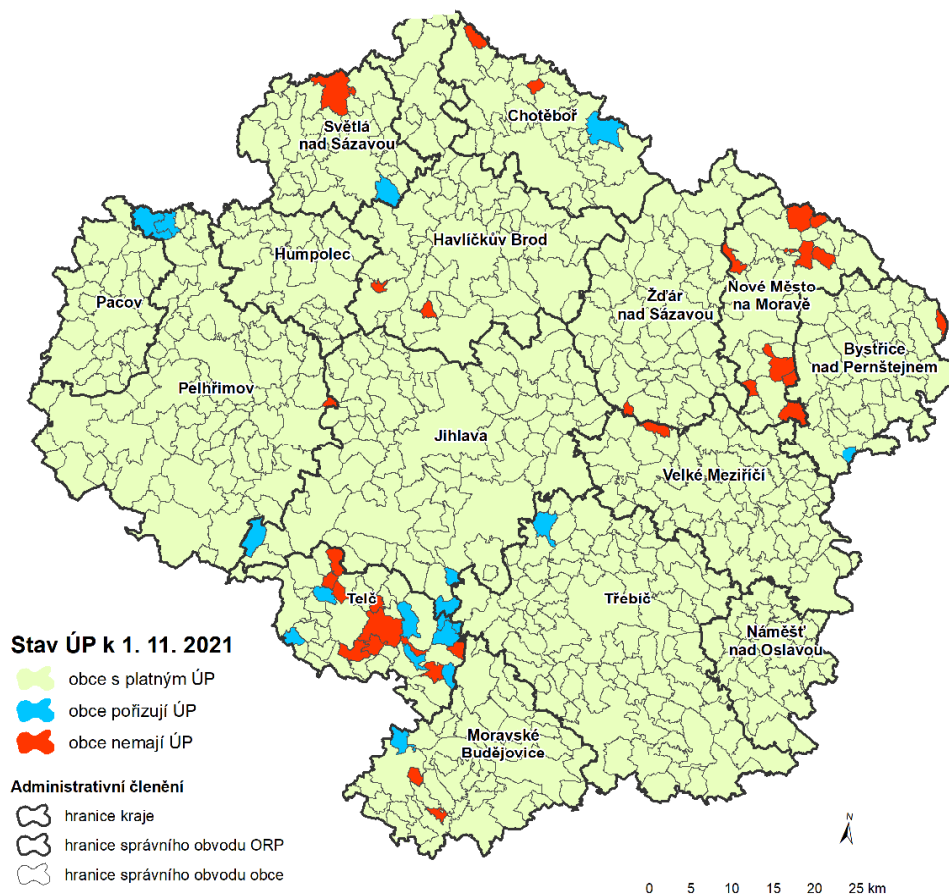 Chotěboř
Světlá
nad Sázavou
Havlíčkův Brod
Humpolec
Pacov
Žďár
nad Sázavou
Nové Město
na Moravě
Bystřice
nad Pernštejnem
Pelhřimov
Jihlava
Velké Meziříčí
Telč
Třebíč
Náměšť
nad Oslavou
Moravské
Budějovice
Stav ÚP k 1. 11. 2021
obce s platným ÚP
obce pořizují ÚP
obce nemají ÚP
Administrativní členění
hranice kraje
hranice správního obvodu ORP
hranice správního obvodu obce
N
0 5 10 15 20 25 km